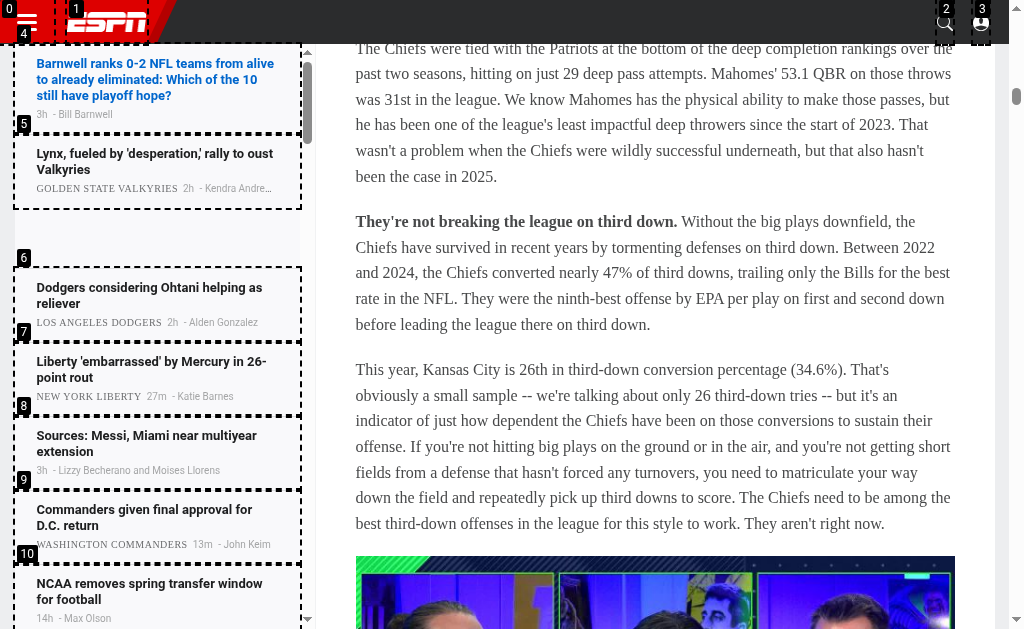 0
1
ESPN
2
3
4
Barnwell ranks 0-2 NFL teams from alive
to already eliminated: Which of the 10
still have playoff hope?
3h - Bill Barnwell
5
Lynx, fueled by 'desperation,' rally to oust
Valkyries
GOLDEN STATE VALKYRIES 2h - Kendra Andre...
6
Dodgers considering Ohtani helping as
reliever
LOS ANGELES DODGERS 2h - Alden Gonzalez
7
Liberty 'embarrassed' by Mercury in 26-
point rout
NEW YORK LIBERTY 27m - Katie Barnes
8
Sources: Messi, Miami near multiyear
extension
3h - Lizzy Becherano and Moises Llorens
9
Commanders given final approval for
D.C. return
WASHINGTON COMMANDERS 13m - John Keim
10
NCAA removes spring transfer window
for football
14h - Max Olson
The Chiefs were tied with the Patriots at the bottom of the deep completion rankings over the
past two seasons, hitting on just 29 deep pass attempts. Mahomes' 53.1 QBR on those throws
was 31st in the league. We know Mahomes has the physical ability to make those passes, but
he has been one of the league's least impactful deep throwers since the start of 2023. That
wasn't a problem when the Chiefs were wildly successful underneath, but that also hasn't
been the case in 2025.
They're not breaking the league on third down. Without the big plays downfield, the
Chiefs have survived in recent years by tormenting defenses on third down. Between 2022
and 2024, the Chiefs converted nearly 47% of third downs, trailing only the Bills for the best
rate in the NFL. They were the ninth-best offense by EPA per play on first and second down
before leading the league there on third down.
This year, Kansas City is 26th in third-down conversion percentage (34.6%). That's
obviously a small sample -- we're talking about only 26 third-down tries -- but it's an
indicator of just how dependent the Chiefs have been on those conversions to sustain their
offense. If you're not hitting big plays on the ground or in the air, and you're not getting short
fields from a defense that hasn't forced any turnovers, you need to matriculate your way
down the field and repeatedly pick up third downs to score. The Chiefs need to be among the
best third-down offenses in the league for this style to work. They aren't right now.